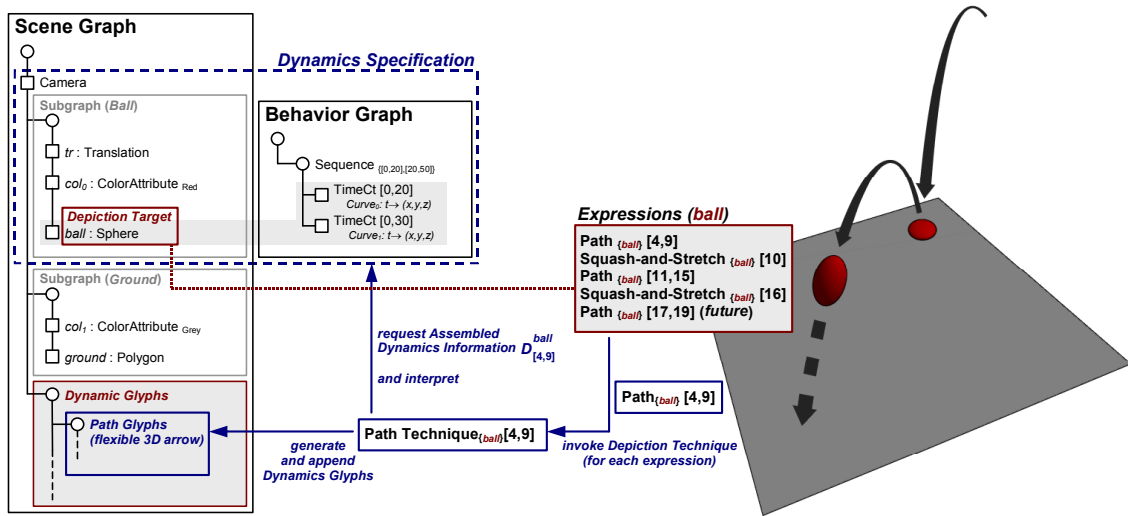 Scene Graph
Camera
Dynamics Specification
Subgraph (Ball)
tr : Translation
col0 : ColorAttribute Red
Depiction Target
ball : Sphere
Behavior Graph
Sequence {[0,20],[20,50]}
TimeCt [0,20]
Curve0: t→ (x,y,z)
TimeCt [0,30]
Curve1: t→ (x,y,z)
Subgraph (Ground)
col1 : ColorAttribute Grey
ground : Polygon
Dynamic Glyphs
Path Glyphs
(flexible 3D arrow)
generate
and append
Dynamics Glyphs
request Assembled
Dynamics Information D ball [4,9]
and interpret
Path Technique{ball}[4,9]
invoke Depiction Technique
(for each expression)
Path{ball} [4,9]
Expressions (ball)
Path {ball} [4,9]
Squash-and-Stretch {ball} [10]
Path {ball} [11,15]
Squash-and-Stretch {ball} [16]
Path {ball} [17,19] (future)